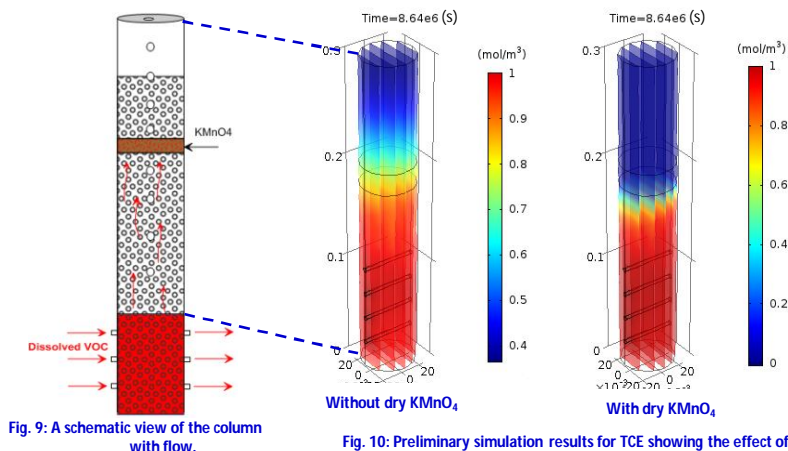 Time=8.64e6 (S)
Time=8.64e6 (S)
(mol/m³)
(mol/m³)
0.3
0.2
0.1
0
20
0
20
1
0.9
0.8
0.7
0.6
0.5
0.4
0.3
0.2
0.1
0
20
0
20
1
0.8
0.6
0.4
0.2
0
KMnO4
Dissolved VOC
Without dry KMnO₄
With dry KMnO₄
Fig. 9: A schematic view of the column
with flow.
Fig. 10: Preliminary simulation results for TCE showing the effect of